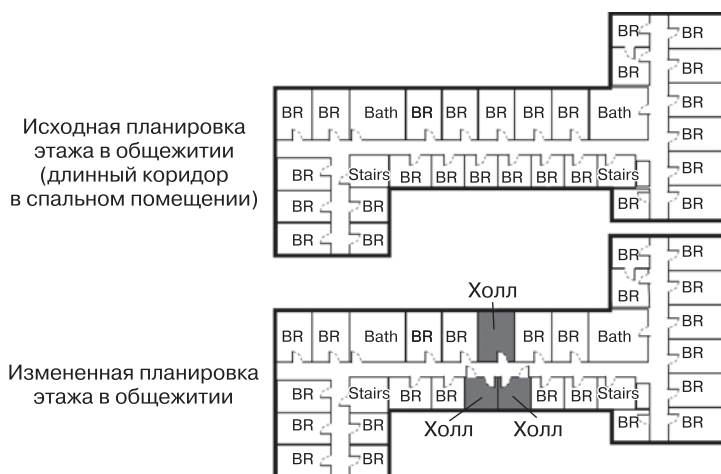 BR BR
BR BR
BR BR Bath BR BR BR BR BR Bath BR
Исходная планировка
этажа в общежитии
(длинный коридор
в спальном помещении)
BR
BR Stairs BR BR BR BR BR BR Stairs BR
BR BR BR
BR BR
BR BR
Холл
BR BR
BR BR Bath BR BR BR BR Bath BR
Измененная планировка
этажа в общежитии
BR
BR Stairs BR BR BR BR Stairs BR
BR BR BR
Холл Холл
BR BR